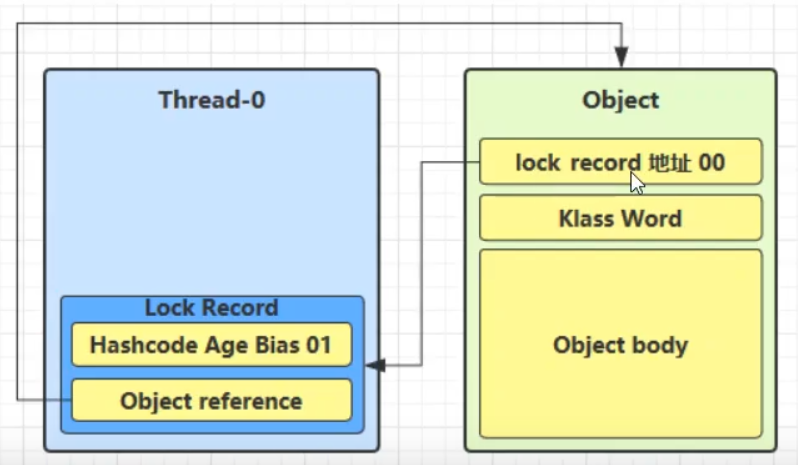 Thread-0
Lock Record
Hashcode Age Bias 01
Object reference
Object
lock record 地址 00
Klass Word
Object body